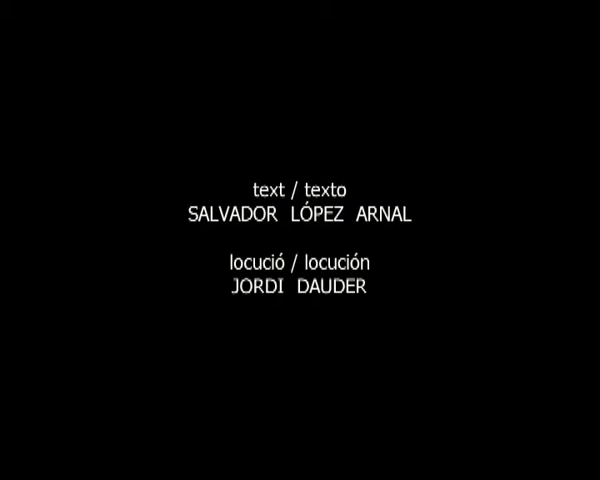 text / texto
SALVADOR LÓPEZ ARNAL
locució / locución
JORDI DAUDER